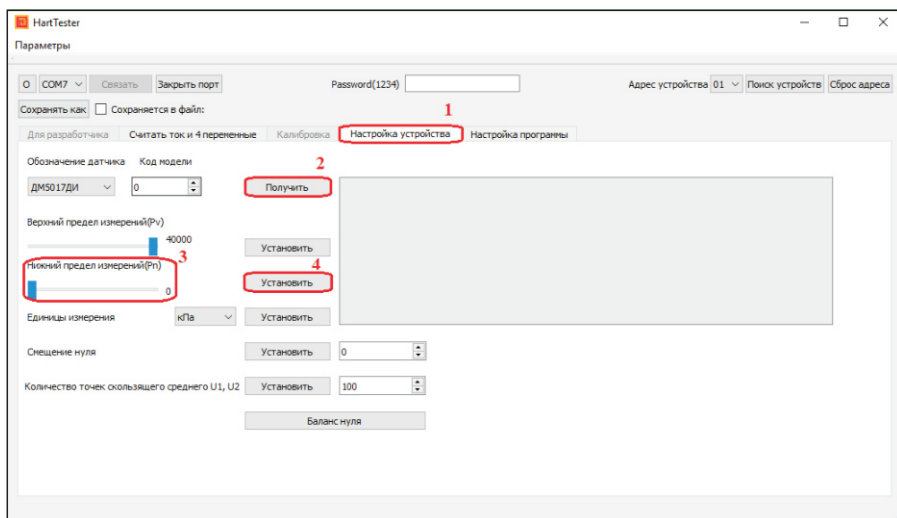 HartTester
Параметры
О COM7 Связать Закрыть порт Password(1234) Адрес устройства 01 Поиск устройств Сброс адреса
Сохранять как Сохраняется в файл:
1
Для разработчика Считать ток и 4 переменные Калибровка Настройка устройства Настройка программы
Обозначение датчика Код модели 2
ДМ5017ДИ 0 Получить
Верхний предел измерений(Pv)
40000
Установить
3
Нижний предел измерений(Pn) 4
0 Установить
Единицы измерения кПа Установить
Смещение нуля Установить 0
Количество точек скользящего среднего U1, U2 Установить 100
Баланс нуля